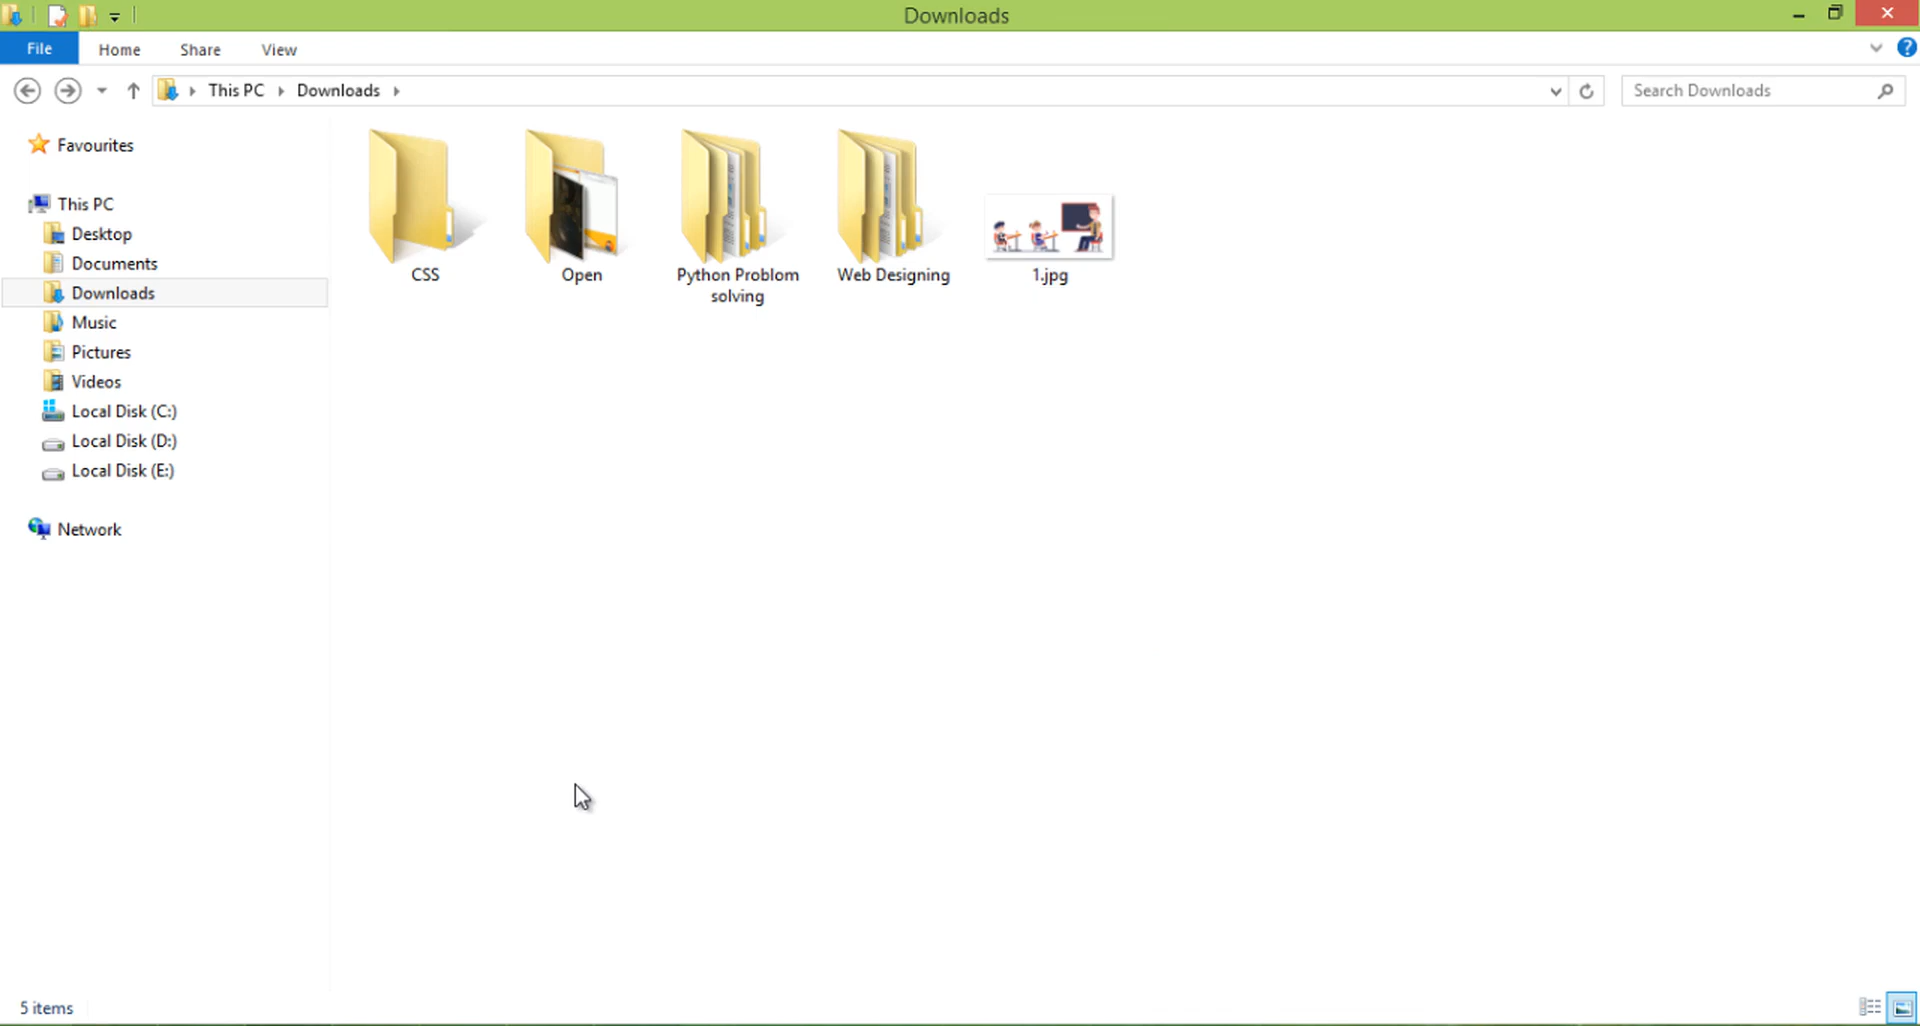 Downloads
File Home Share View
This PC Downloads
Search Downloads
Favourites
This PC
Desktop
Documents
Downloads
Music
Pictures
Videos
Local Disk (C:)
Local Disk (D:)
Local Disk (E:)
Network
CSS
Open
Python Problom
solving
Web Designing
1.jpg
5 items